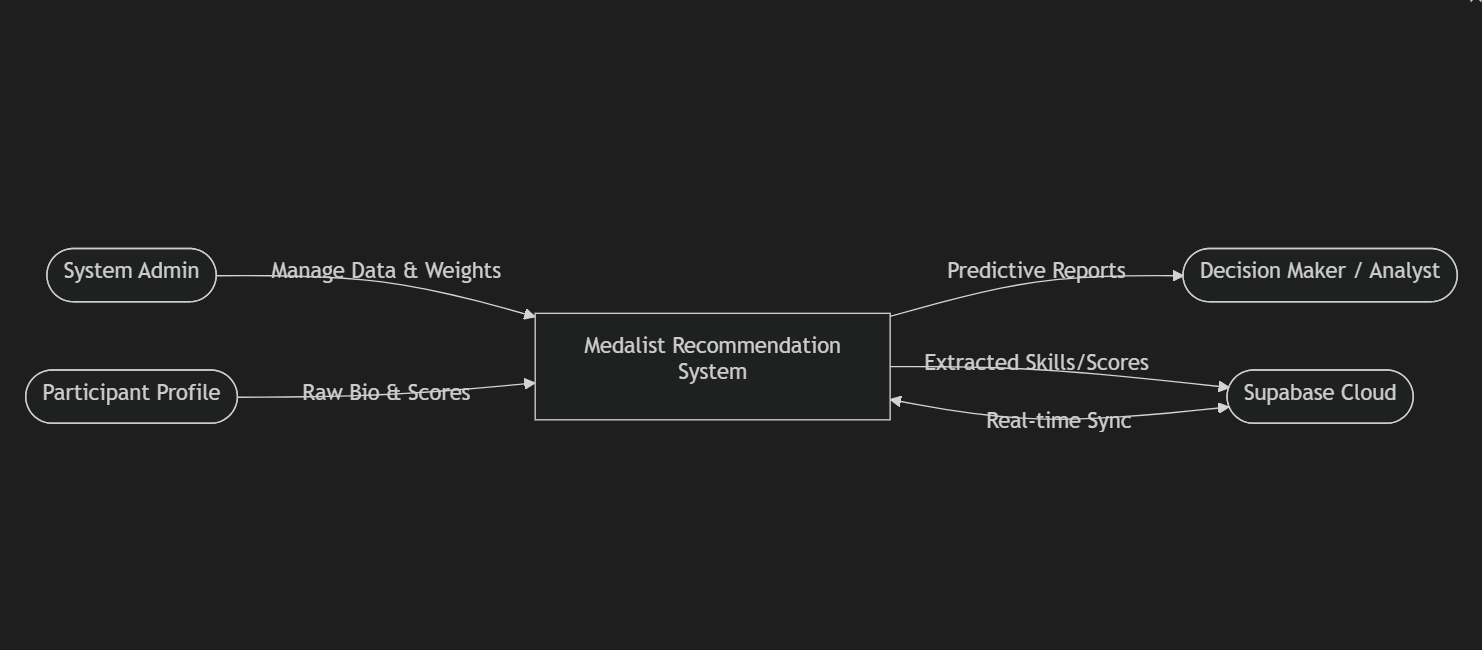 System Admin
Manage Data & Weights
Predictive Reports
Decision Maker / Analyst
Medalist Recommendation
System
Participant Profile
Raw Bio & Scores
Extracted Skills/Scores
Supabase Cloud
Real-time Sync